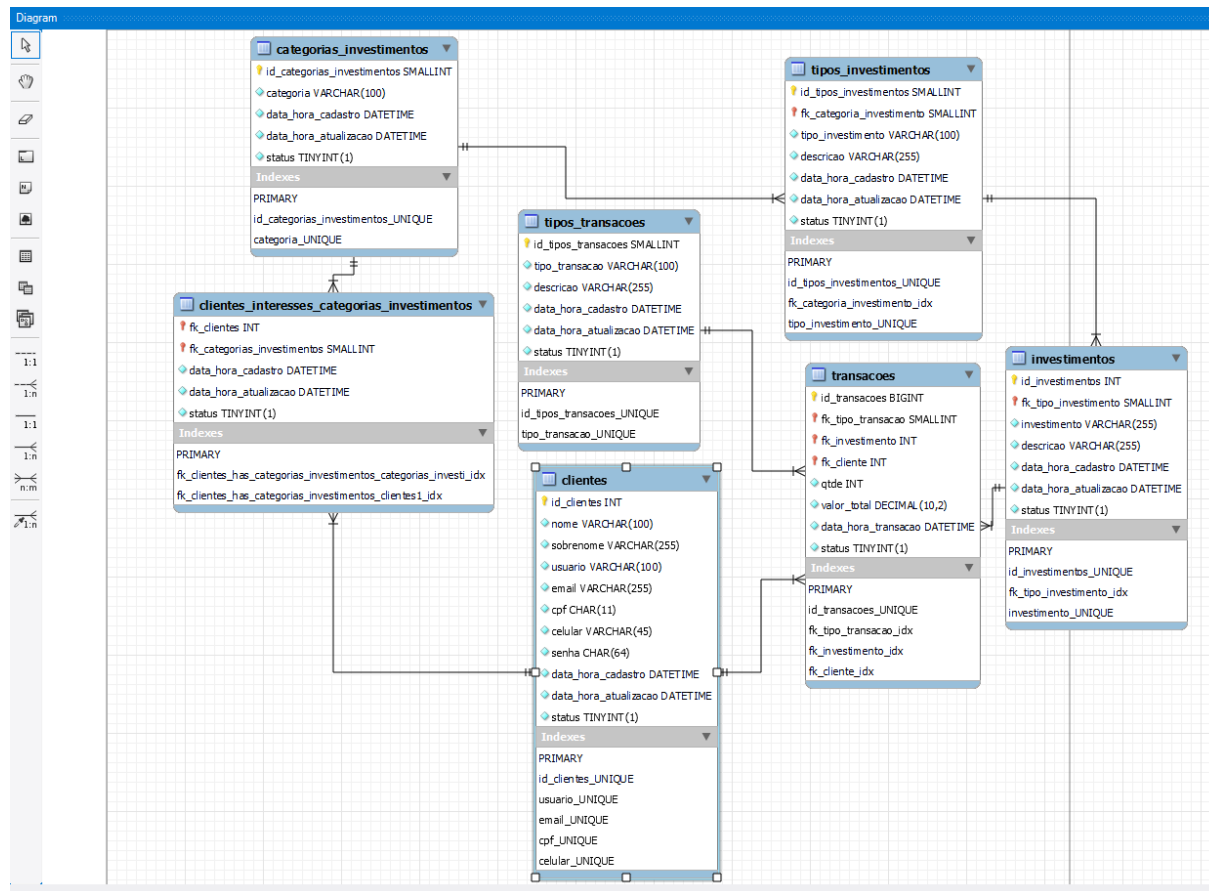 Diagram
categorias_investimentos
id_categorias_investimentos SMALLINT
categoria VARCHAR(100)
data_hora_cadastro DATETIME
data_hora_atualizacao DATETIME
status TINYINT(1)
Indexes
PRIMARY
id_categorias_investimentos_UNIQUE
categoria_UNIQUE
tipos_investimentos
id_tipos_investimentos SMALLINT
fk_categoria_investimento SMALLINT
tipo_investimento VARCHAR(100)
descricao VARCHAR(255)
data_hora_cadastro DATETIME
data_hora_atualizacao DATETIME
status TINYINT(1)
Indexes
PRIMARY
id_tipos_investimentos_UNIQUE
fk_categoria_investimento_idx
tipo_investimento_UNIQUE
tipos_transacoes
id_tipos_transacoes SMALLINT
tipo_transacao VARCHAR(100)
descricao VARCHAR(255)
data_hora_cadastro DATETIME
data_hora_atualizacao DATETIME
status TINYINT(1)
Indexes
PRIMARY
id_tipos_transacoes_UNIQUE
tipo_transacao_UNIQUE
clientes_interesses_categorias_investimentos
fk_clientes INT
fk_categorias_investimentos SMALLINT
data_hora_cadastro DATETIME
data_hora_atualizacao DATETIME
status TINYINT(1)
Indexes
PRIMARY
fk_clientes_has_categorias_investimentos_categorias_investi_idx
fk_clientes_has_categorias_investimentos_clientes1_idx
investimentos
id_investimentos INT
fk_tipo_investimento SMALLINT
investimento VARCHAR(255)
descricao VARCHAR(255)
data_hora_cadastro DATETIME
data_hora_atualizacao DATETIME
status TINYINT(1)
Indexes
PRIMARY
id_investimentos_UNIQUE
fk_tipo_investimento_idx
investimento_UNIQUE
transacoes
id_transacoes BIGINT
fk_tipo_transacao SMALLINT
fk_investimento INT
fk_cliente INT
qtde INT
valor_total DECIMAL(10,2)
data_hora_transacao DATETIME
status TINYINT(1)
Indexes
PRIMARY
id_transacoes_UNIQUE
fk_tipo_transacao_idx
fk_investimento_idx
fk_cliente_idx
clientes
id_clientes INT
nome VARCHAR(100)
sobrenome VARCHAR(255)
usuario VARCHAR(100)
email VARCHAR(255)
cpf CHAR(11)
celular VARCHAR(45)
senha CHAR(64)
data_hora_cadastro DATETIME
data_hora_atualizacao DATETIME
status TINYINT(1)
Indexes
PRIMARY
id_clientes_UNIQUE
usuario_UNIQUE
email_UNIQUE
cpf_UNIQUE
celular_UNIQUE
1:1
1:n
1:1
1:n
n:m
1:n